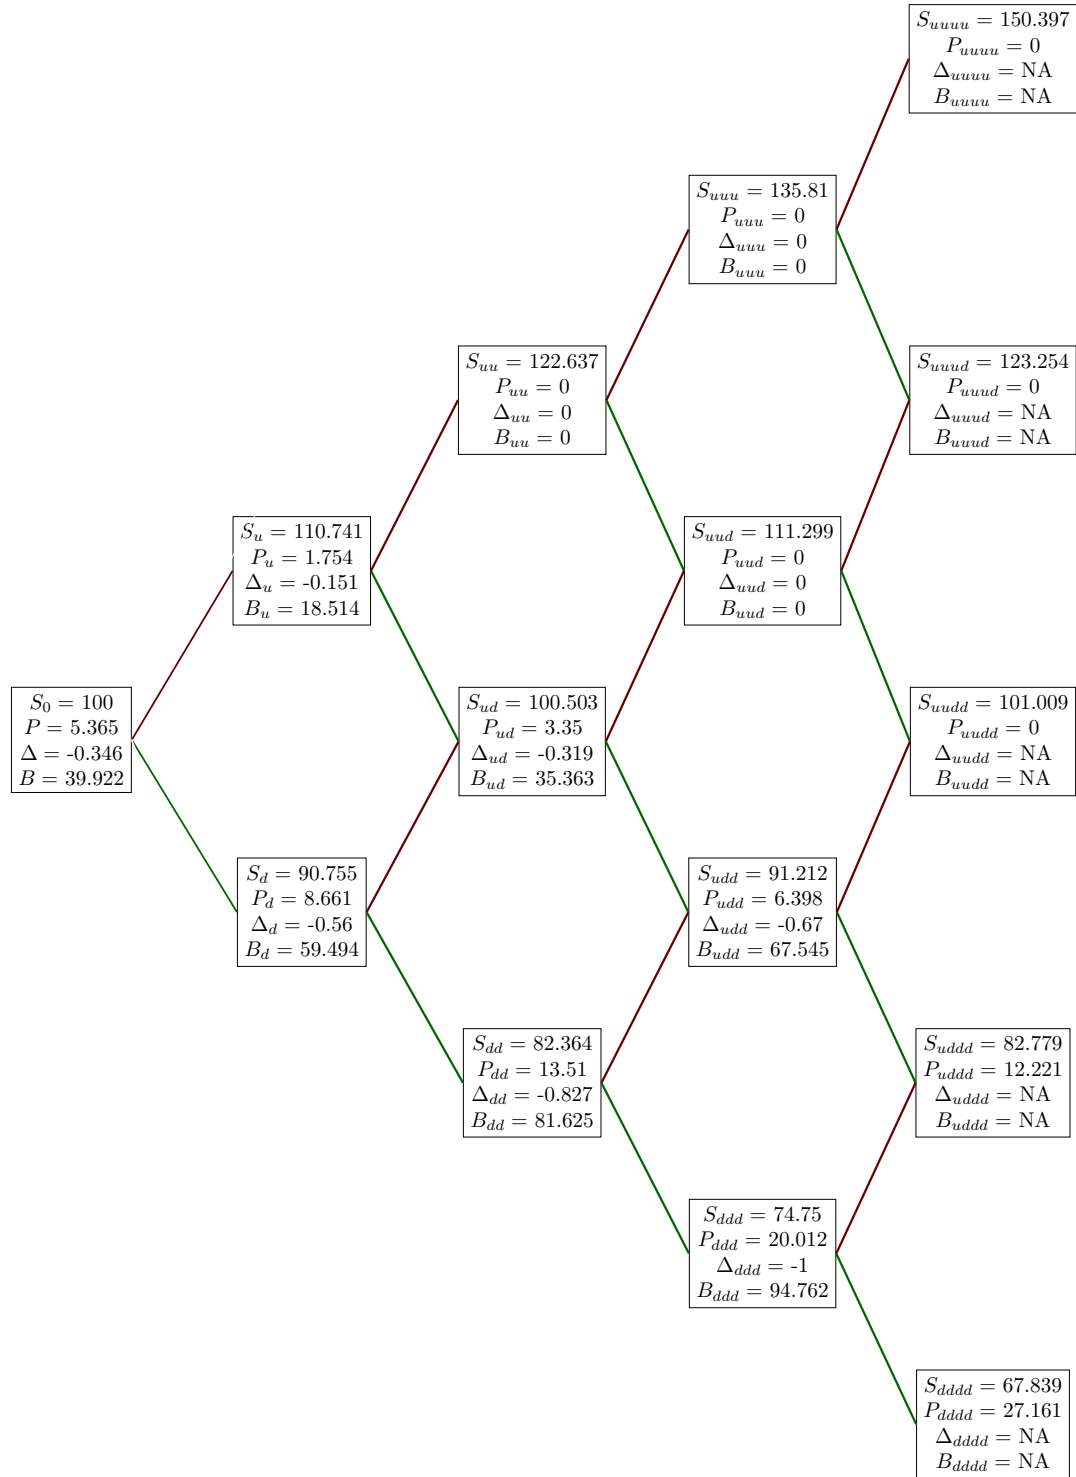 S_{uuuu} = 150.397
P_{uuuu} = 0
Δ_{uuuu} = NA
B_{uuuu} = NA
S_{uuu} = 135.81
P_{uuu} = 0
Δ_{uuu} = 0
B_{uuu} = 0
S_{uu} = 122.637
P_{uu} = 0
Δ_{uu} = 0
B_{uu} = 0
S_{uuud} = 123.254
P_{uuud} = 0
Δ_{uuud} = NA
B_{uuud} = NA
S_u = 110.741
P_u = 1.754
Δ_u = -0.151
B_u = 18.514
S_{uud} = 111.299
P_{uud} = 0
Δ_{uud} = 0
B_{uud} = 0
S_0 = 100
P = 5.365
Δ = -0.346
B = 39.922
S_{ud} = 100.503
P_{ud} = 3.35
Δ_{ud} = -0.319
B_{ud} = 35.363
S_{uudd} = 101.009
P_{uudd} = 0
Δ_{uudd} = NA
B_{uudd} = NA
S_d = 90.755
P_d = 8.661
Δ_d = -0.56
B_d = 59.494
S_{udd} = 91.212
P_{udd} = 6.398
Δ_{udd} = -0.67
B_{udd} = 67.545
S_{dd} = 82.364
P_{dd} = 13.51
Δ_{dd} = -0.827
B_{dd} = 81.625
S_{uddd} = 82.779
P_{uddd} = 12.221
Δ_{uddd} = NA
B_{uddd} = NA
S_{ddd} = 74.75
P_{ddd} = 20.012
Δ_{ddd} = -1
B_{ddd} = 94.762
S_{dddd} = 67.839
P_{dddd} = 27.161
Δ_{dddd} = NA
B_{dddd} = NA